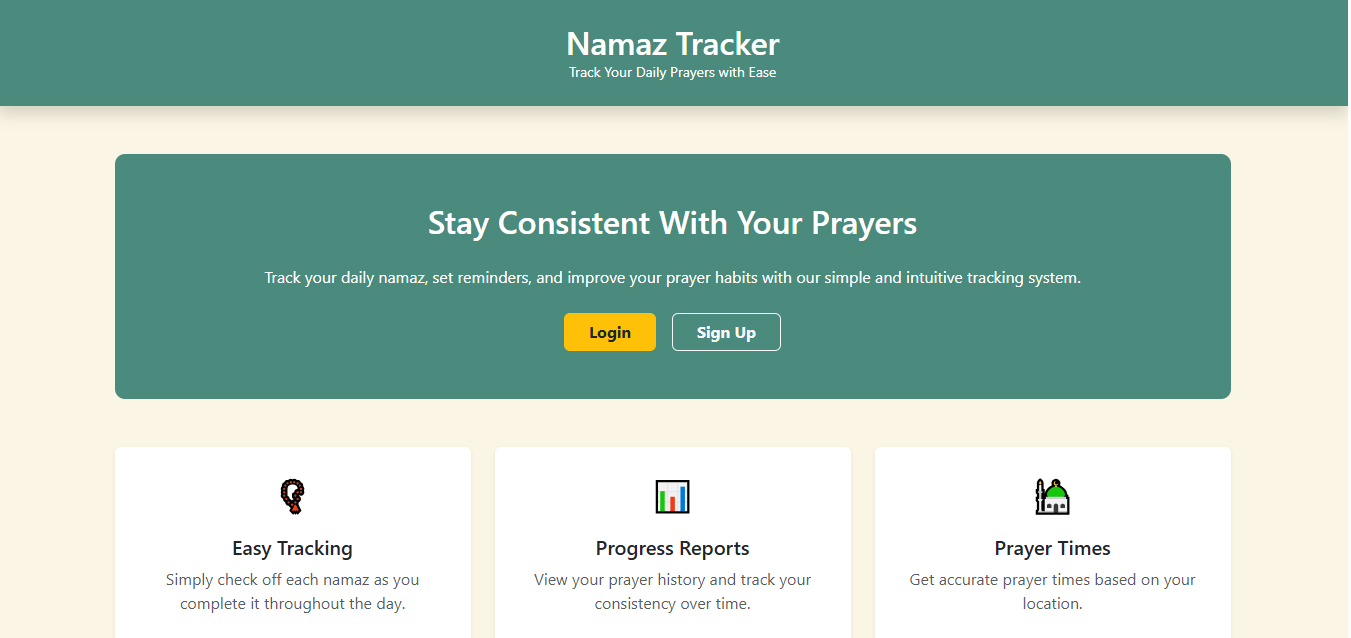 Namaz Tracker
Track Your Daily Prayers with Ease
Stay Consistent With Your Prayers
Track your daily namaz, set reminders, and improve your prayer habits with our simple and intuitive tracking system.
Login
Sign Up
Easy Tracking
Simply check off each namaz as you
complete it throughout the day.
Progress Reports
View your prayer history and track your
consistency over time.
Prayer Times
Get accurate prayer times based on your
location.